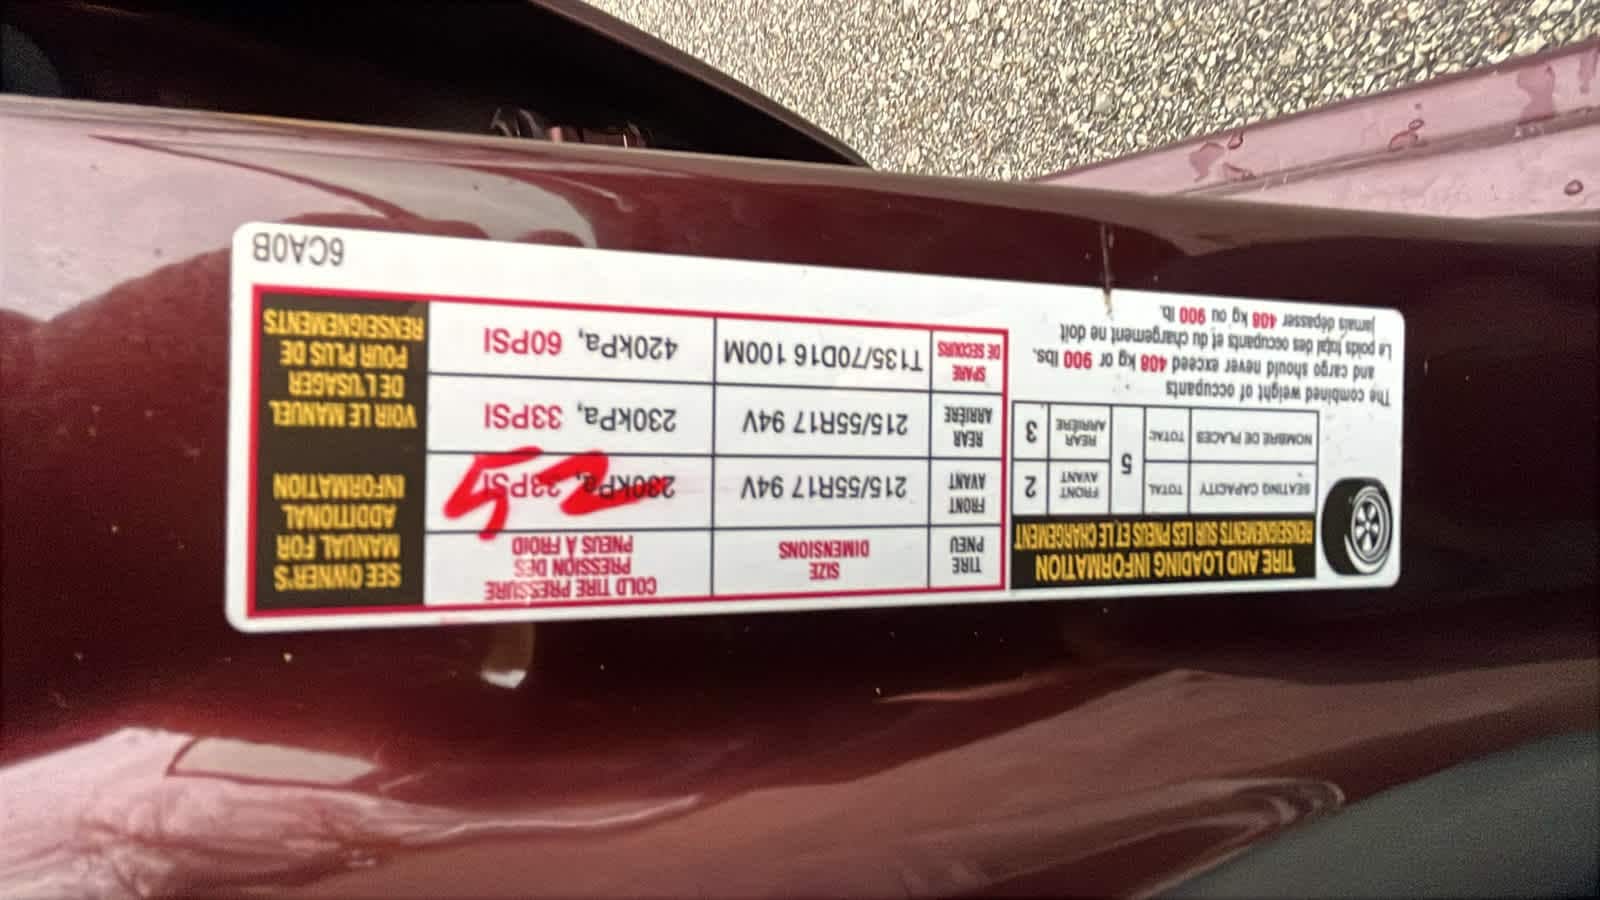 TIRE AND LOADING INFORMATION
RENSEIGNEMENTS SUR LES PNEUS ET LE CHARGEMENT
SEATING CAPACITY TOTAL 5 FRONT 2
NOMBRE DE PLACES TOTAL AVANT
REAR 3
ARRIÈRE
The combined weight of occupants
and cargo should never exceed 408 kg or 900 lbs.
Le poids total des occupants et du chargement ne doit
jamais dépasser 408 kg ou 900 lb.
TIRE SIZE COLD TIRE PRESSURE
PNEU DIMENSIONS PRESSION DES
PNEUS A FROID
FRONT 215/55R17 94V 230kPa, 33PSI
AVANT
25
REAR 215/55R17 94V 230kPa, 33PSI
ARRIÈRE
SPARE T135/70D16 100M 420kPa, 60PSI
DE SECOURS
SEE OWNER'S
MANUAL FOR
ADDITIONAL
INFORMATION
VOIR LE MANUEL
DE L'USAGER
POUR PLUS DE
RENSEIGNEMENTS
6CA0B